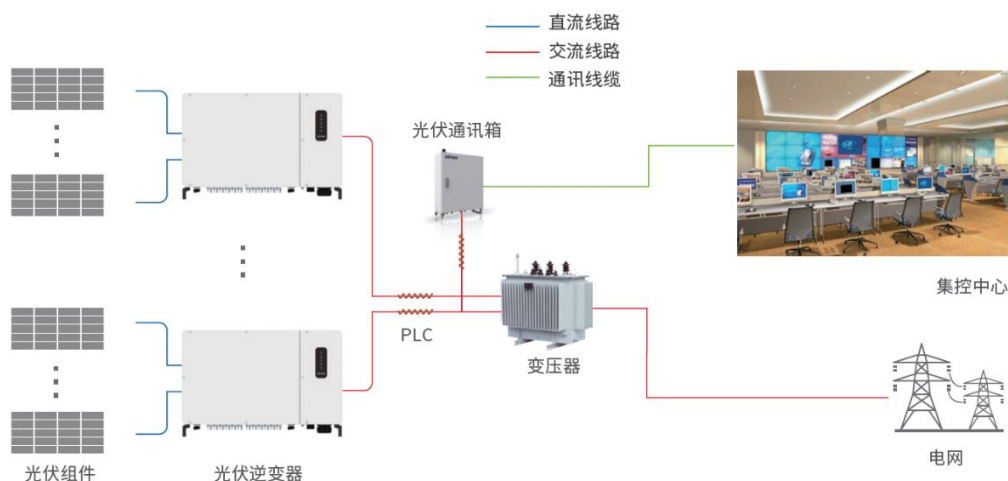 直流线路
交流线路
通讯线缆
光伏通讯箱
集控中心
PLC
变压器
电网
光伏组件
光伏逆变器